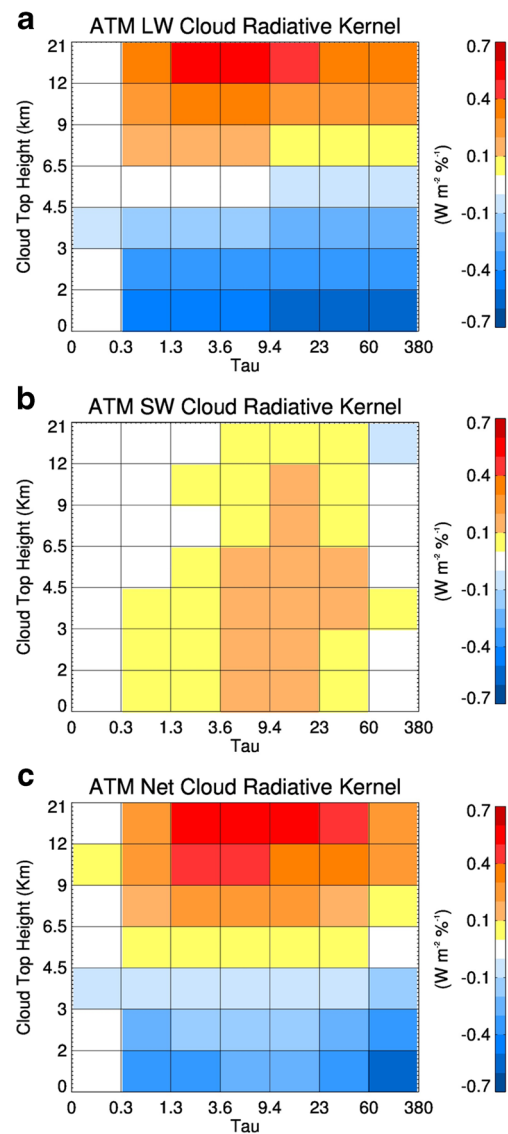 a
ATM LW Cloud Radiative Kernel
Cloud Top Height (km)
21
12
9
6.5
4.5
3
2
0
0 0.3 1.3 3.6 9.4 23 60 380
Tau
0.7
0.4
0.1
-0.1
-0.4
-0.7
(W m⁻² %⁻¹)
b
ATM SW Cloud Radiative Kernel
Cloud Top Height (Km)
21
12
9
6.5
4.5
3
2
0
0 0.3 1.3 3.6 9.4 23 60 380
Tau
0.7
0.4
0.1
-0.1
-0.4
-0.7
(W m⁻² %⁻¹)
c
ATM Net Cloud Radiative Kernel
Cloud Top Height (Km)
21
12
9
6.5
4.5
3
2
0
0 0.3 1.3 3.6 9.4 23 60 380
Tau
0.7
0.4
0.1
-0.1
-0.4
-0.7
(W m⁻² %⁻¹)